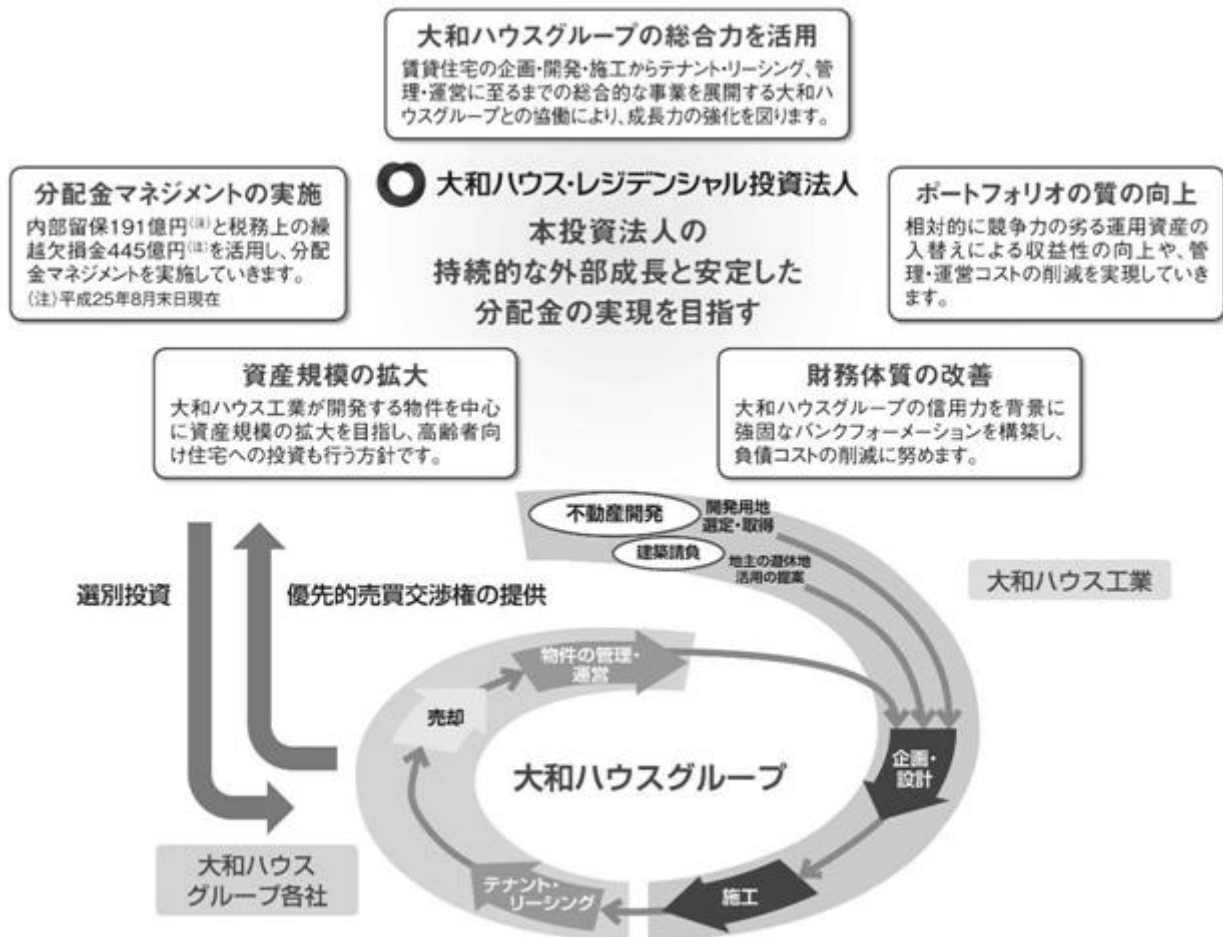 大和ハウスグループの総合力を活用
賃貸住宅の企画・開発・施工からテナント・リーシング、管
理・運営に至るまでの総合的な事業を展開する大和ハ
ウスグループとの協働により、成長力の強化を図ります。
分配金マネジメントの実施
内部留保191億円(注)と税務上の繰
越欠損金445億円(注)を活用し、分配
金マネジメントを実施していきます。
(注)平成25年8月末日現在
大和ハウス・レジデンシャル投資法人
本投資法人の
持続的な外部成長と安定した
分配金の実現を目指す
ポートフォリオの質の向上
相対的に競争力の劣る運用資産の
入替えによる収益性の向上や、管
理・運営コストの削減を実現していき
ます。
資産規模の拡大
大和ハウス工業が開発する物件を中心
に資産規模の拡大を目指し、高齢者向
け住宅への投資も行う方針です。
財務体質の改善
大和ハウスグループの信用力を背景に
強固なバンクフォーメーションを構築し、
負債コストの削減に努めます。
不動産開発
開発用地
選定・取得
建築請負
地主の遊休地
活用の提案
大和ハウス工業
選別投資
優先的売買交渉権の提供
物件の管理・
運営
売却
企画・
設計
大和ハウスグループ
大和ハウス
グループ各社
テナント・
リーシング
施工